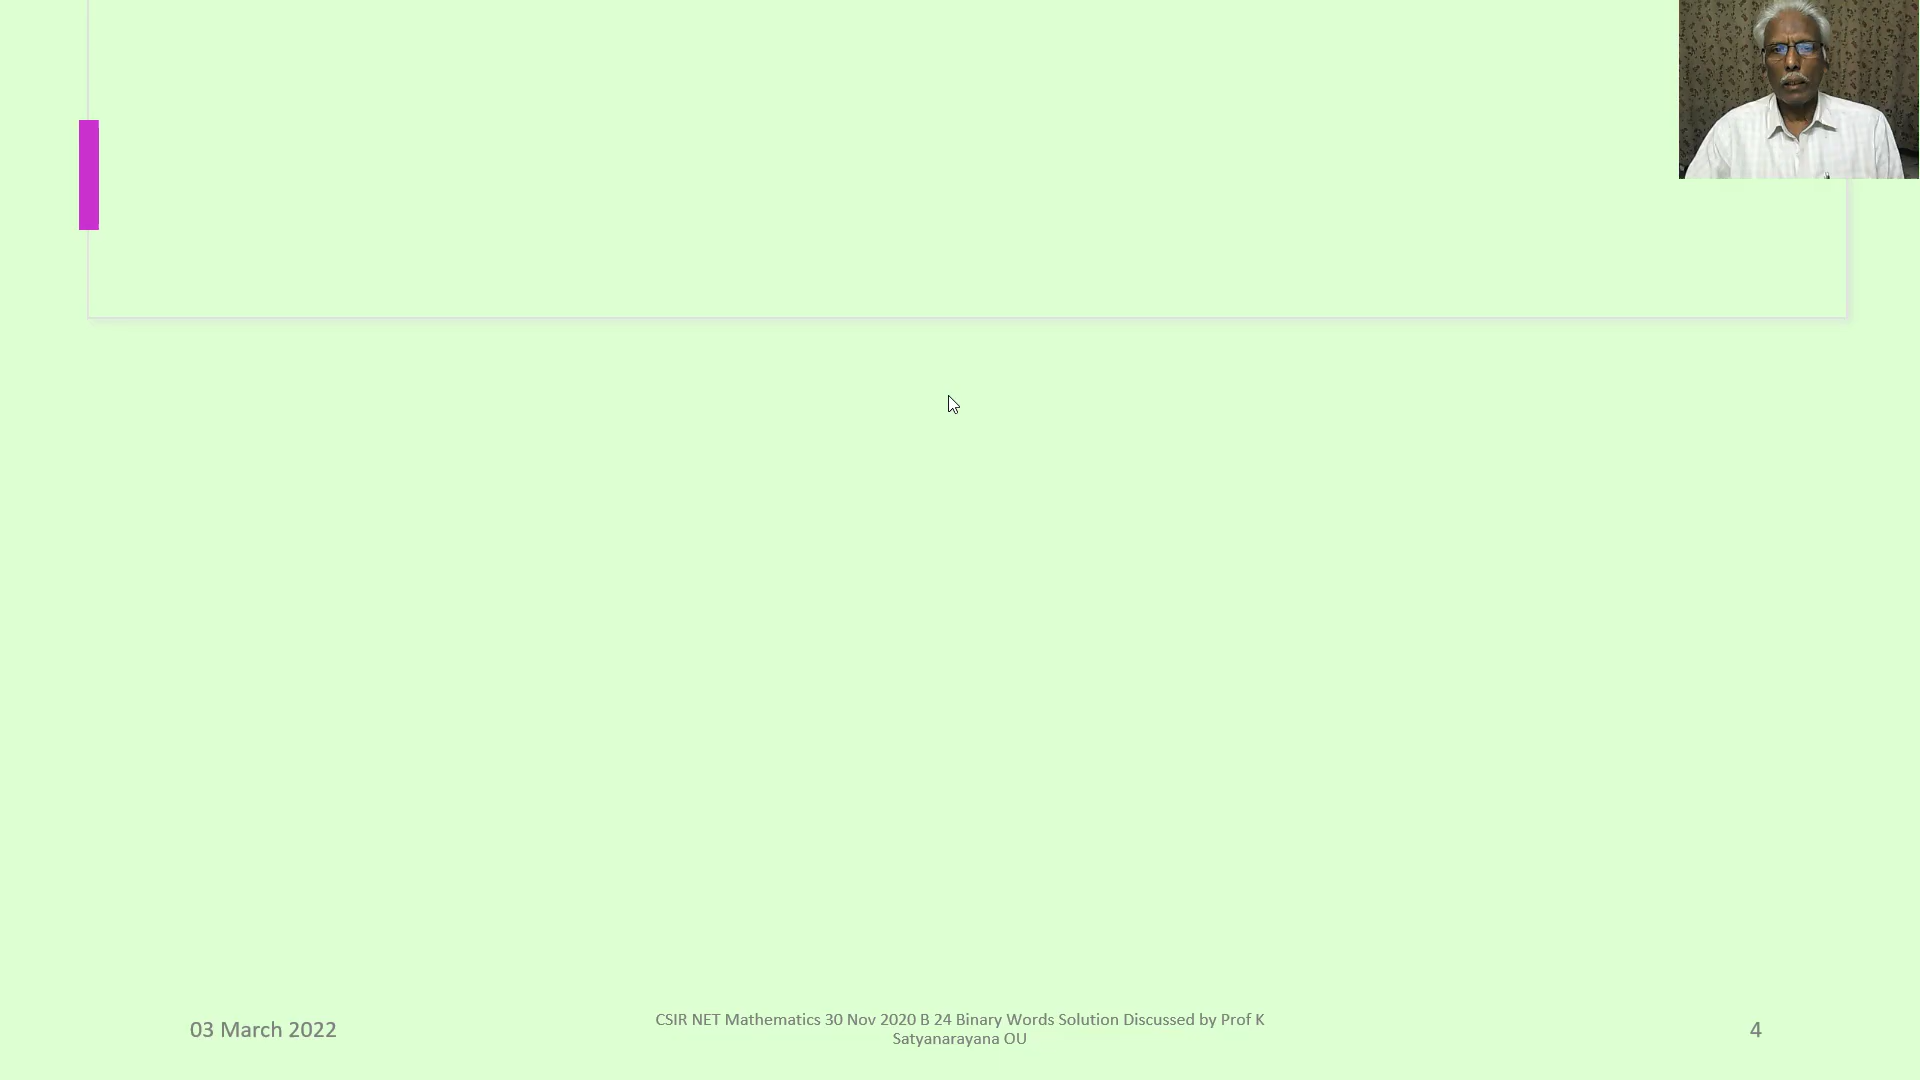 03 March 2022
CSIR NET Mathematics 30 Nov 2020 B 24 Binary Words Solution Discussed by Prof K
Satyanarayana OU
4